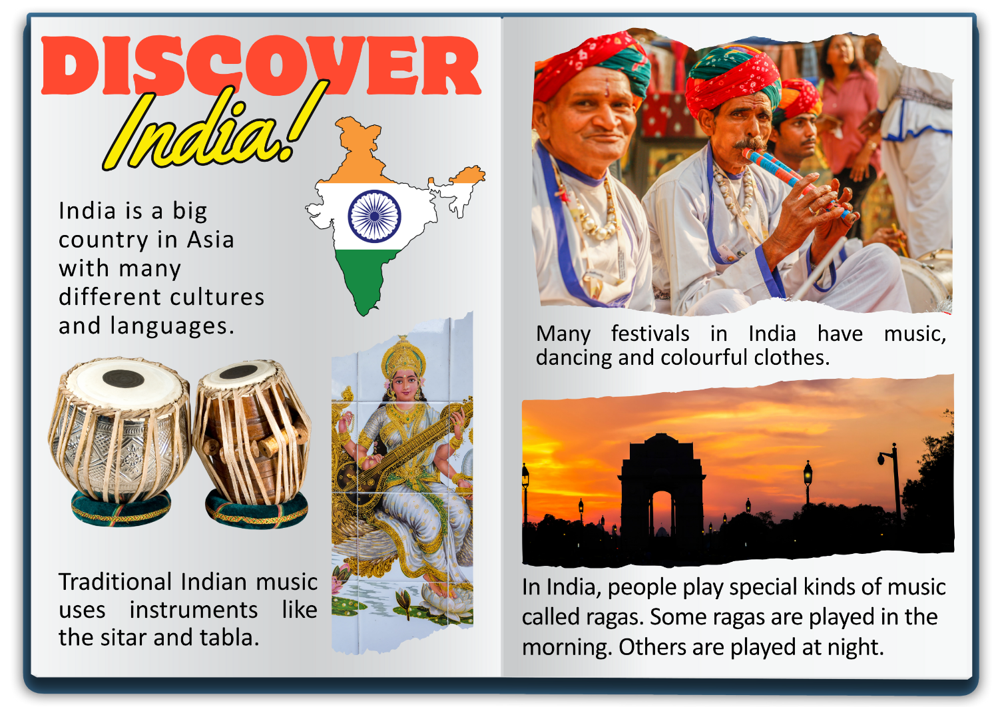 DISCOVER
India!
India is a big
country in Asia
with many
different cultures
and languages.
Traditional Indian music
uses instruments like
the sitar and tabla.
Many festivals in India have music,
dancing and colourful clothes.
In India, people play special kinds of music
called ragas. Some ragas are played in the
morning. Others are played at night.